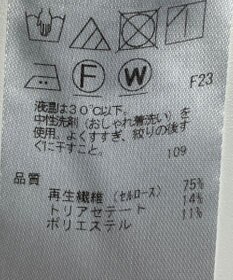 F W F23
液温は30℃以下。
中性洗剤（おしゃれ着洗い）を
使用。よくすすぎ、絞りの後す
ぐに干すこと。
109
品質
再生繊維（セルロース） 75%
トリアセテート 14%
ポリエステル 11%